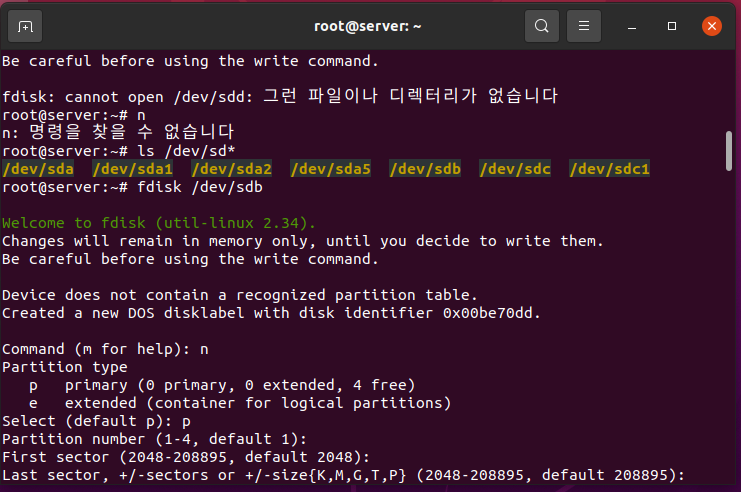 root@server: ~
Be careful before using the write command.
fdisk: cannot open /dev/sdd: 그런 파일이나 디렉터리가 없습니다
root@server:~# n
n: 명령을 찾을 수 없습니다
root@server:~# ls /dev/sd*
/dev/sda /dev/sda1 /dev/sda2 /dev/sda5 /dev/sdb /dev/sdc /dev/sdc1
root@server:~# fdisk /dev/sdb
Welcome to fdisk (util-linux 2.34).
Changes will remain in memory only, until you decide to write them.
Be careful before using the write command.
Device does not contain a recognized partition table.
Created a new DOS disklabel with disk identifier 0x00be70dd.
Command (m for help): n
Partition type
p primary (0 primary, 0 extended, 4 free)
e extended (container for logical partitions)
Select (default p): p
Partition number (1-4, default 1):
First sector (2048-208895, default 2048):
Last sector, +/-sectors or +/-size{K,M,G,T,P} (2048-208895, default 208895):